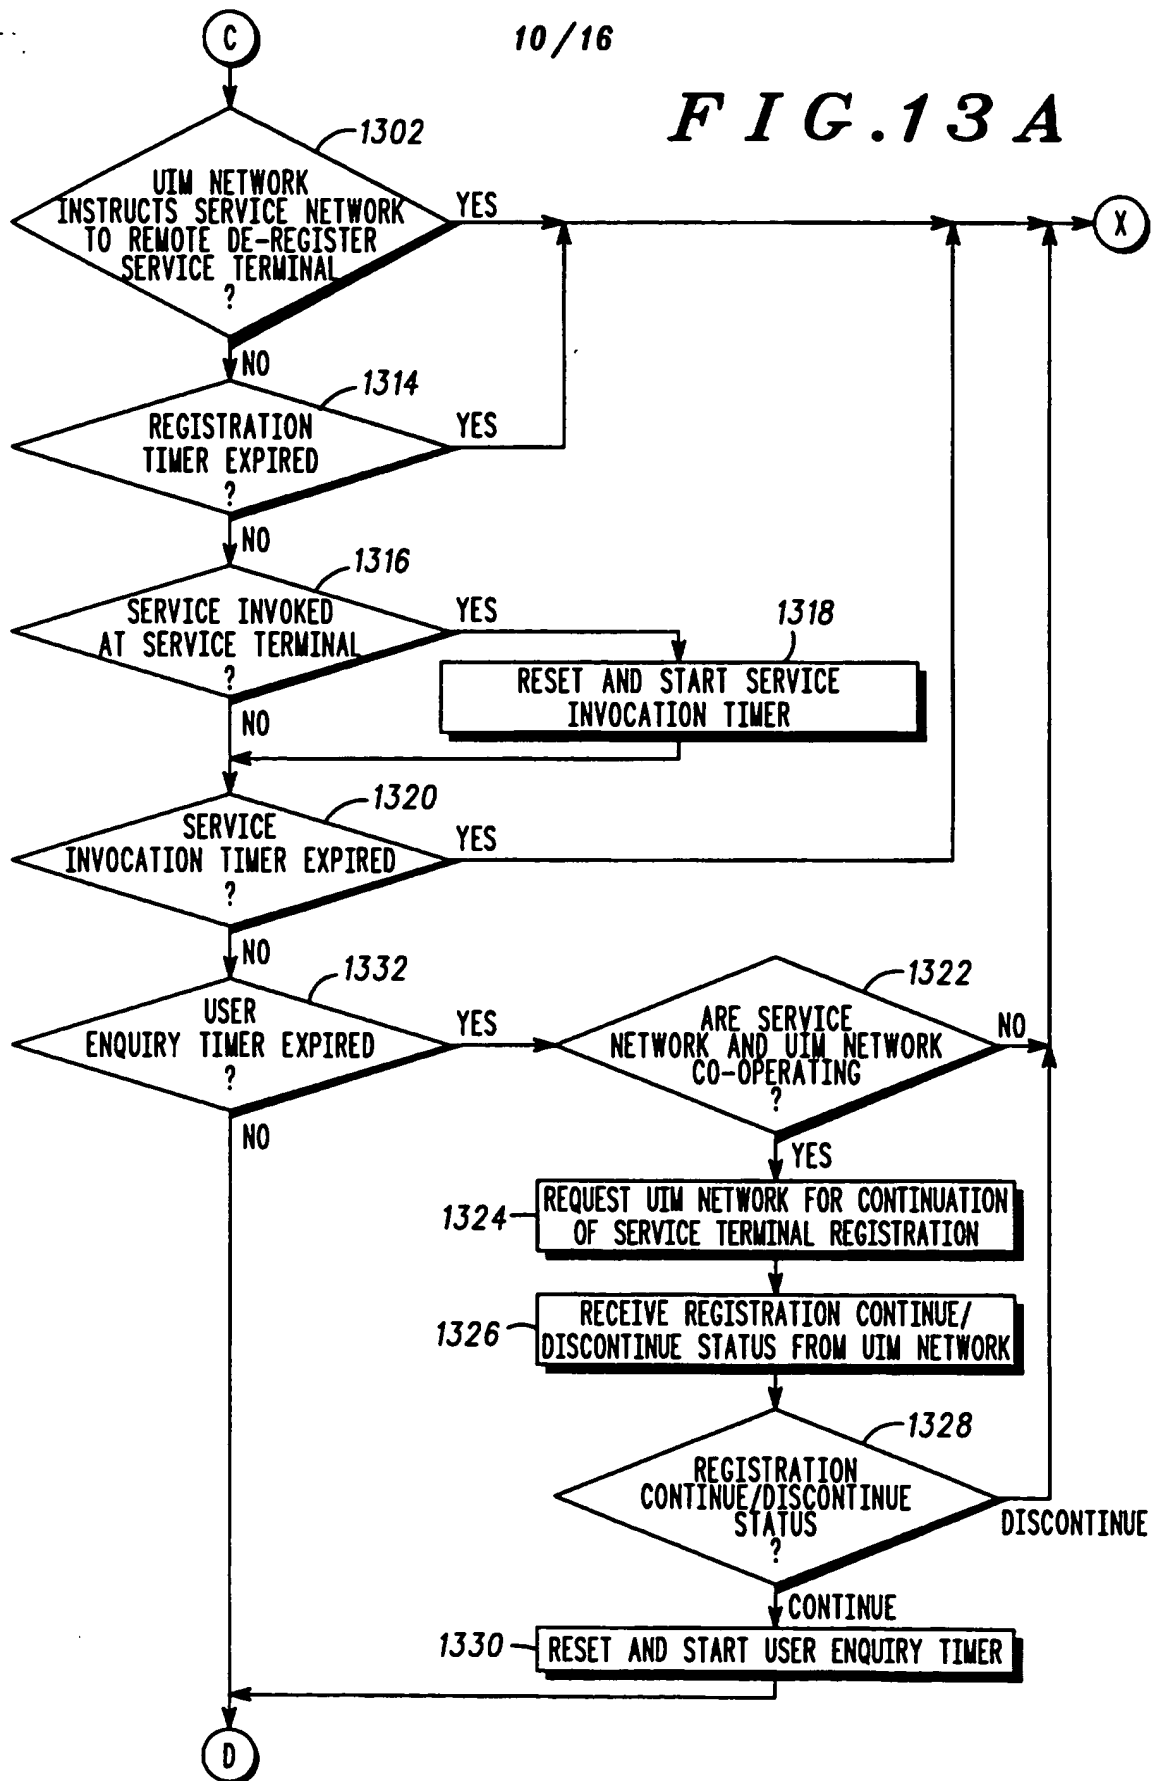 C
10/16
FIG.13A
1302
UIM NETWORK
INSTRUCTS SERVICE NETWORK
TO REMOTE DE-REGISTER
SERVICE TERMINAL
?
YES
X
NO
1314
REGISTRATION
TIMER EXPIRED
?
YES
NO
1316
SERVICE INVOKED
AT SERVICE TERMINAL
?
YES
1318
RESET AND START SERVICE
INVOCATION TIMER
NO
1320
SERVICE
INVOCATION TIMER EXPIRED
?
YES
NO
1332
USER
ENQUIRY TIMER EXPIRED
?
YES
1322
ARE SERVICE
NETWORK AND UIM NETWORK
CO-OPERATING
?
NO
NO
YES
1324
REQUEST UIM NETWORK FOR CONTINUATION
OF SERVICE TERMINAL REGISTRATION
1326
RECEIVE REGISTRATION CONTINUE/
DISCONTINUE STATUS FROM UIM NETWORK
1328
REGISTRATION
CONTINUE/DISCONTINUE
STATUS
?
DISCONTINUE
CONTINUE
1330
RESET AND START USER ENQUIRY TIMER
D